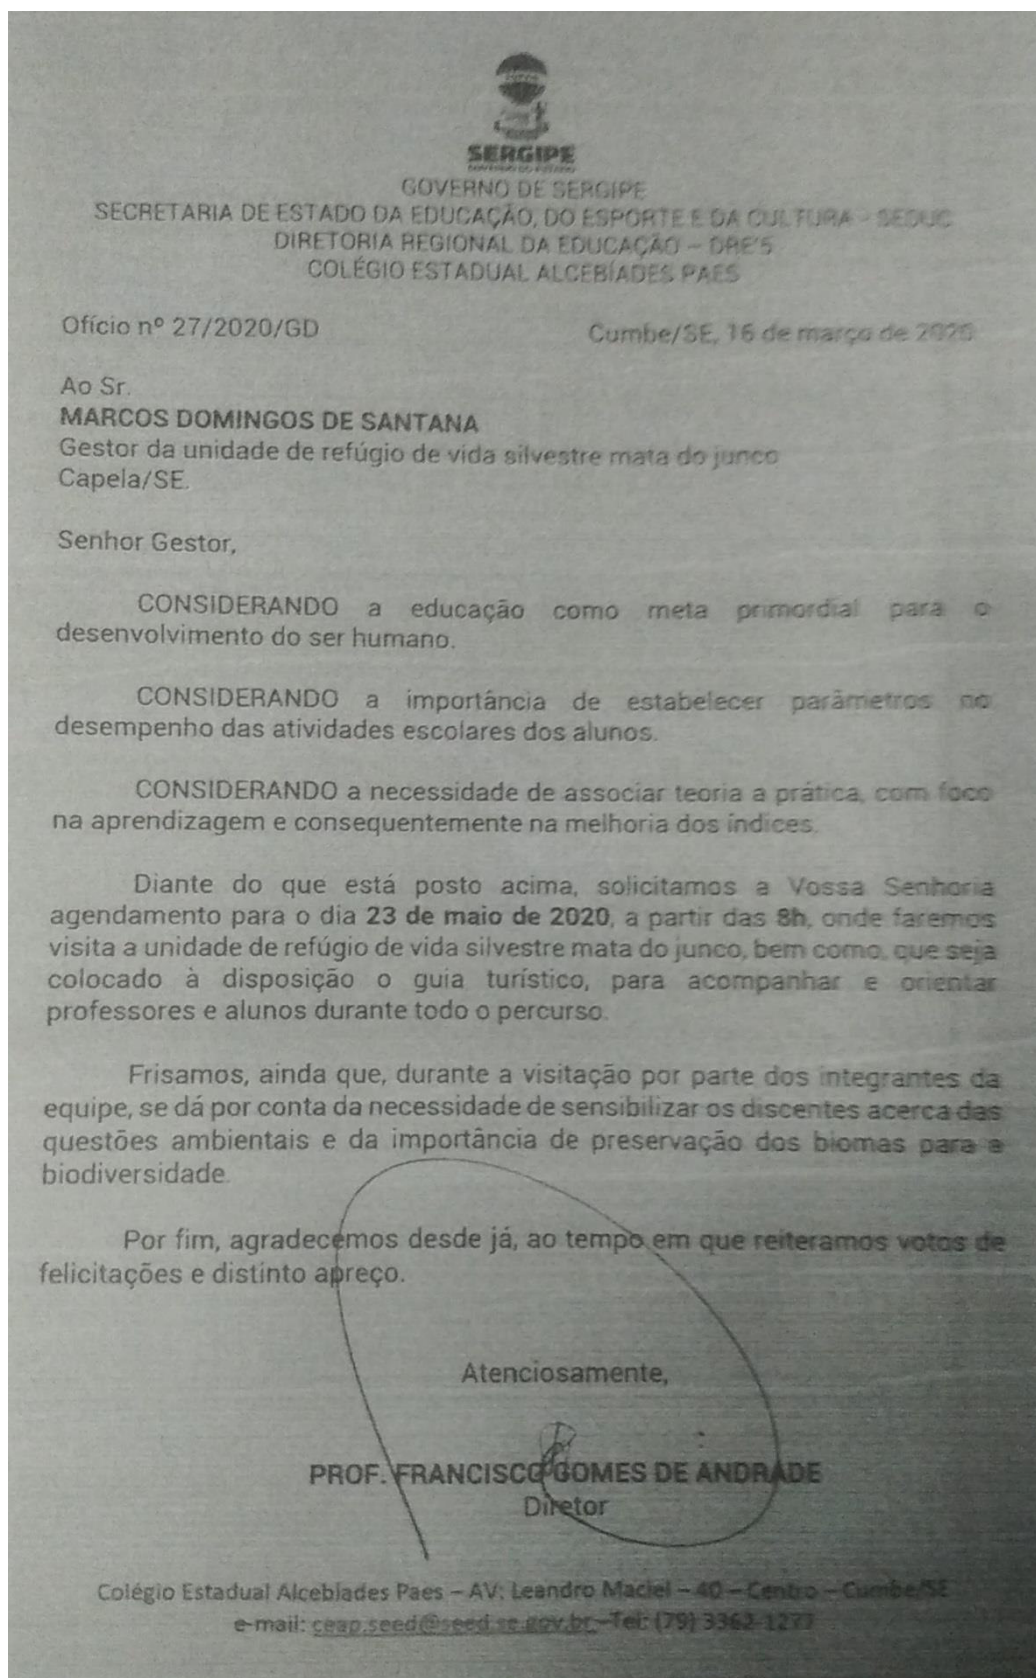 SERGIPE
GOVERNO DO ESTADO
GOVERNO DE SERGIPE
SECRETARIA DE ESTADO DA EDUCAÇÃO, DO ESPORTE E DA CULTURA - SEDUC
DIRETORIA REGIONAL DA EDUCAÇÃO – DRE'5
COLÉGIO ESTADUAL ALCEBÍADES PAES
Ofício nº 27/2020/GD
Cumbe/SE, 16 de março de 2020
Ao Sr.
MARCOS DOMINGOS DE SANTANA
Gestor da unidade de refúgio de vida silvestre mata do junco
Capela/SE.
Senhor Gestor,
CONSIDERANDO a educação como meta primordial para o
desenvolvimento do ser humano.
CONSIDERANDO a importância de estabelecer parâmetros no
desempenho das atividades escolares dos alunos.
CONSIDERANDO a necessidade de associar teoria a prática, com foco
na aprendizagem e consequentemente na melhoria dos índices.
Diante do que está posto acima, solicitamos a Vossa Senhoria
agendamento para o dia 23 de maio de 2020, a partir das 8h, onde faremos
visita a unidade de refúgio de vida silvestre mata do junco, bem como, que seja
colocado à disposição o guia turístico, para acompanhar e orientar
professores e alunos durante todo o percurso.
Frisamos, ainda que, durante a visitação por parte dos integrantes da
equipe, se dá por conta da necessidade de sensibilizar os discentes acerca das
questões ambientais e da importância de preservação dos biomas para a
biodiversidade.
Por fim, agradecemos desde já, ao tempo em que reiteramos votos de
felicitações e distinto apreço.
Atenciosamente,
PROF. FRANCISCO GOMES DE ANDRADE
Diretor
Colégio Estadual Alcebíades Paes – AV: Leandro Maciel – 40 – Centro – Cumbe/SE
e-mail: ceap.seed@seed.se.gov.br –Tel: (79) 3362-1277